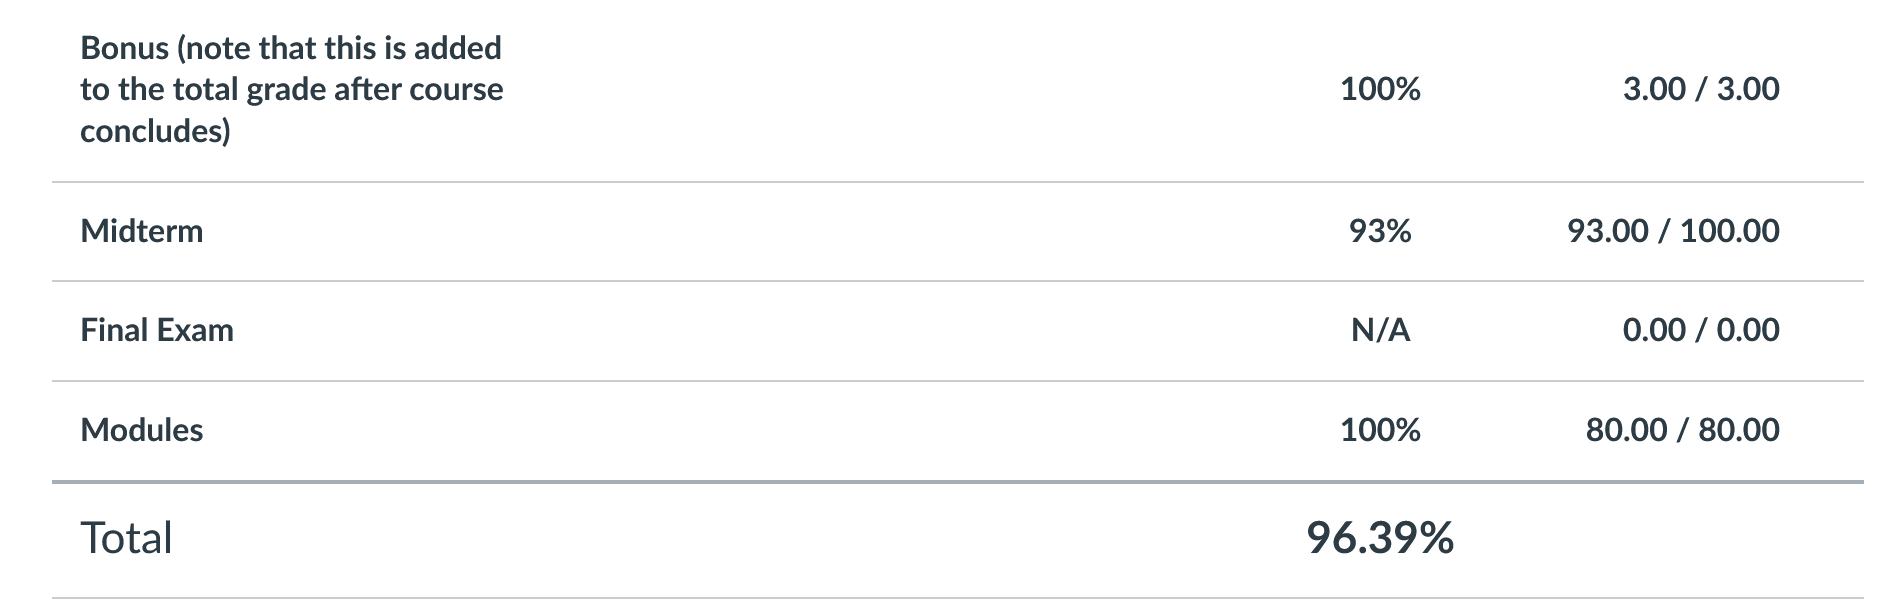 Bonus (note that this is added
to the total grade after course
concludes)
100%
3.00 / 3.00
Midterm
93%
93.00 / 100.00
Final Exam
N/A
0.00 / 0.00
Modules
100%
80.00 / 80.00
Total
96.39%